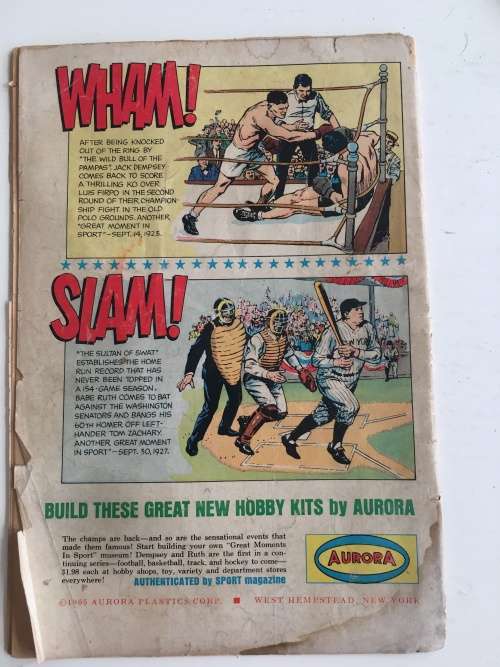 WHAM!
AFTER BEING KNOCKED
OUT OF THE RING BY
"THE WILD BULL OF THE
PAMPAS" JACK DEMPSEY
COMES BACK TO SCORE
A THRILLING KO OVER
LUIS FIRPO IN THE SECOND
ROUND OF THEIR CHAMPION-
SHIP FIGHT IN THE OLD
POLO GROUNDS. ANOTHER
"GREAT MOMENT IN
SPORT"—SEPT. 14, 1923.
SLAM!
"THE SULTAN OF SWAT"
ESTABLISHES THE HOME
RUN RECORD THAT HAS
NEVER BEEN TOPPED IN
A 154-GAME SEASON.
BABE RUTH COMES TO BAT
AGAINST THE WASHINGTON
SENATORS AND BANGS HIS
60TH HOMER OFF LEFT-
HANDER TOM ZACHARY.
ANOTHER GREAT MOMENT
IN SPORT"—SEPT. 30, 1927.
BUILD THESE GREAT NEW HOBBY KITS by AURORA
The champs are back—and so are the sensational events that
made them famous! Start building your own "Great Moments
In Sport" museum! Dempsey and Ruth are the first in a con-
tinuing series—football, basketball, track, and hockey to come—
$1.98 each at hobby shops, toy, variety and department stores
everywhere!
AUTHENTICATED by SPORT magazine
AURORA
©1965 AURORA PLASTICS CORP. ■ WEST HEMPSTEAD, NEW YORK